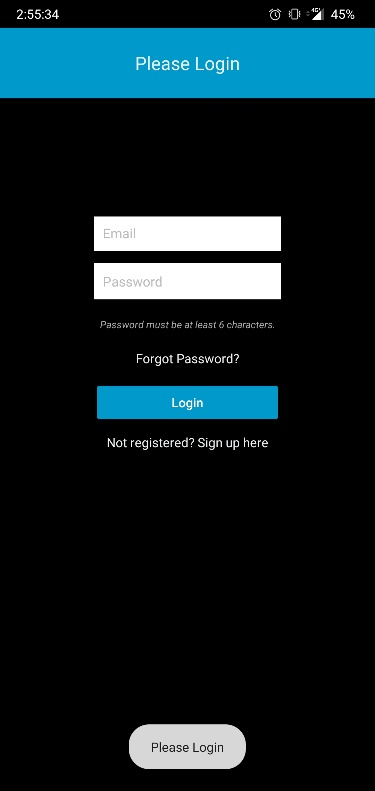 2:55:34
45%
Please Login
Email
Password
Password must be at least 6 characters.
Forgot Password?
Login
Not registered? Sign up here
Please Login